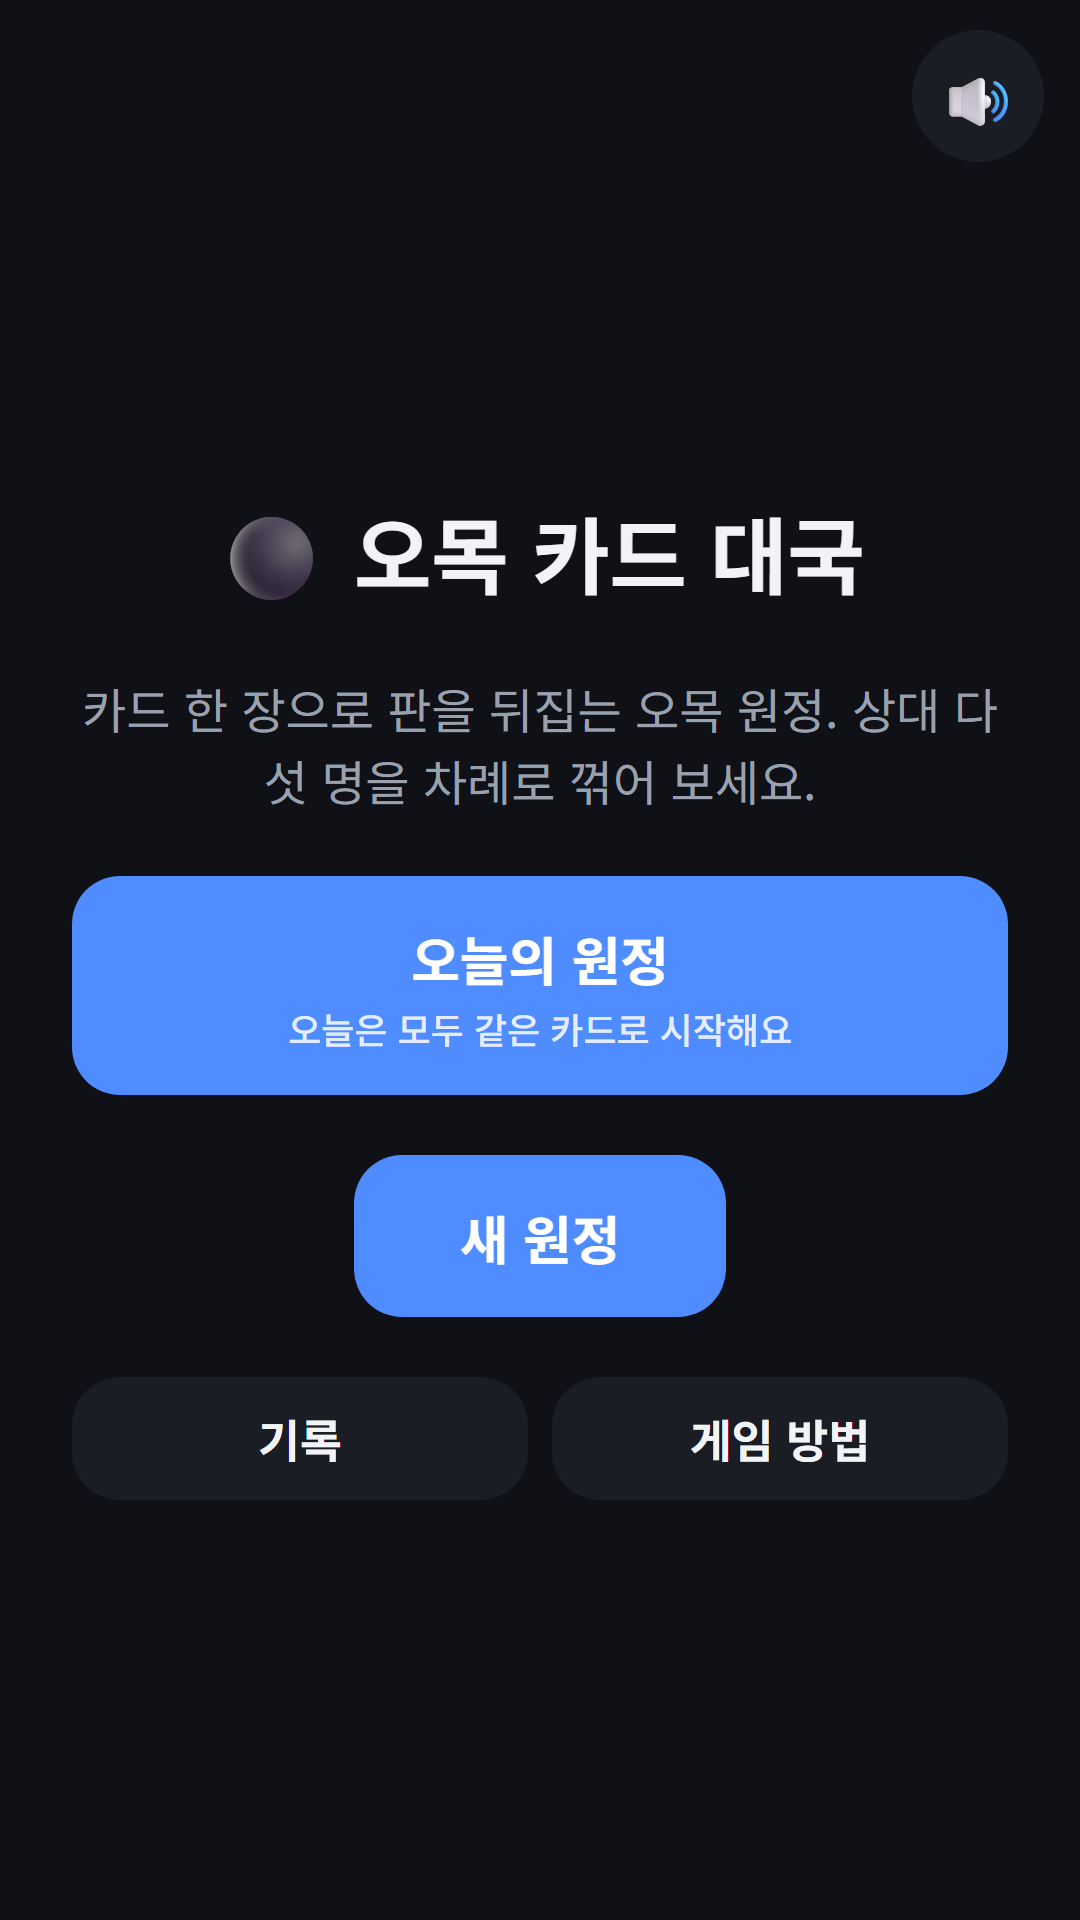 오목 카드 대국
카드 한 장으로 판을 뒤집는 오목 원정. 상대 다
섯 명을 차례로 꺾어 보세요.
오늘의 원정
오늘은 모두 같은 카드로 시작해요
새 원정
기록
게임 방법